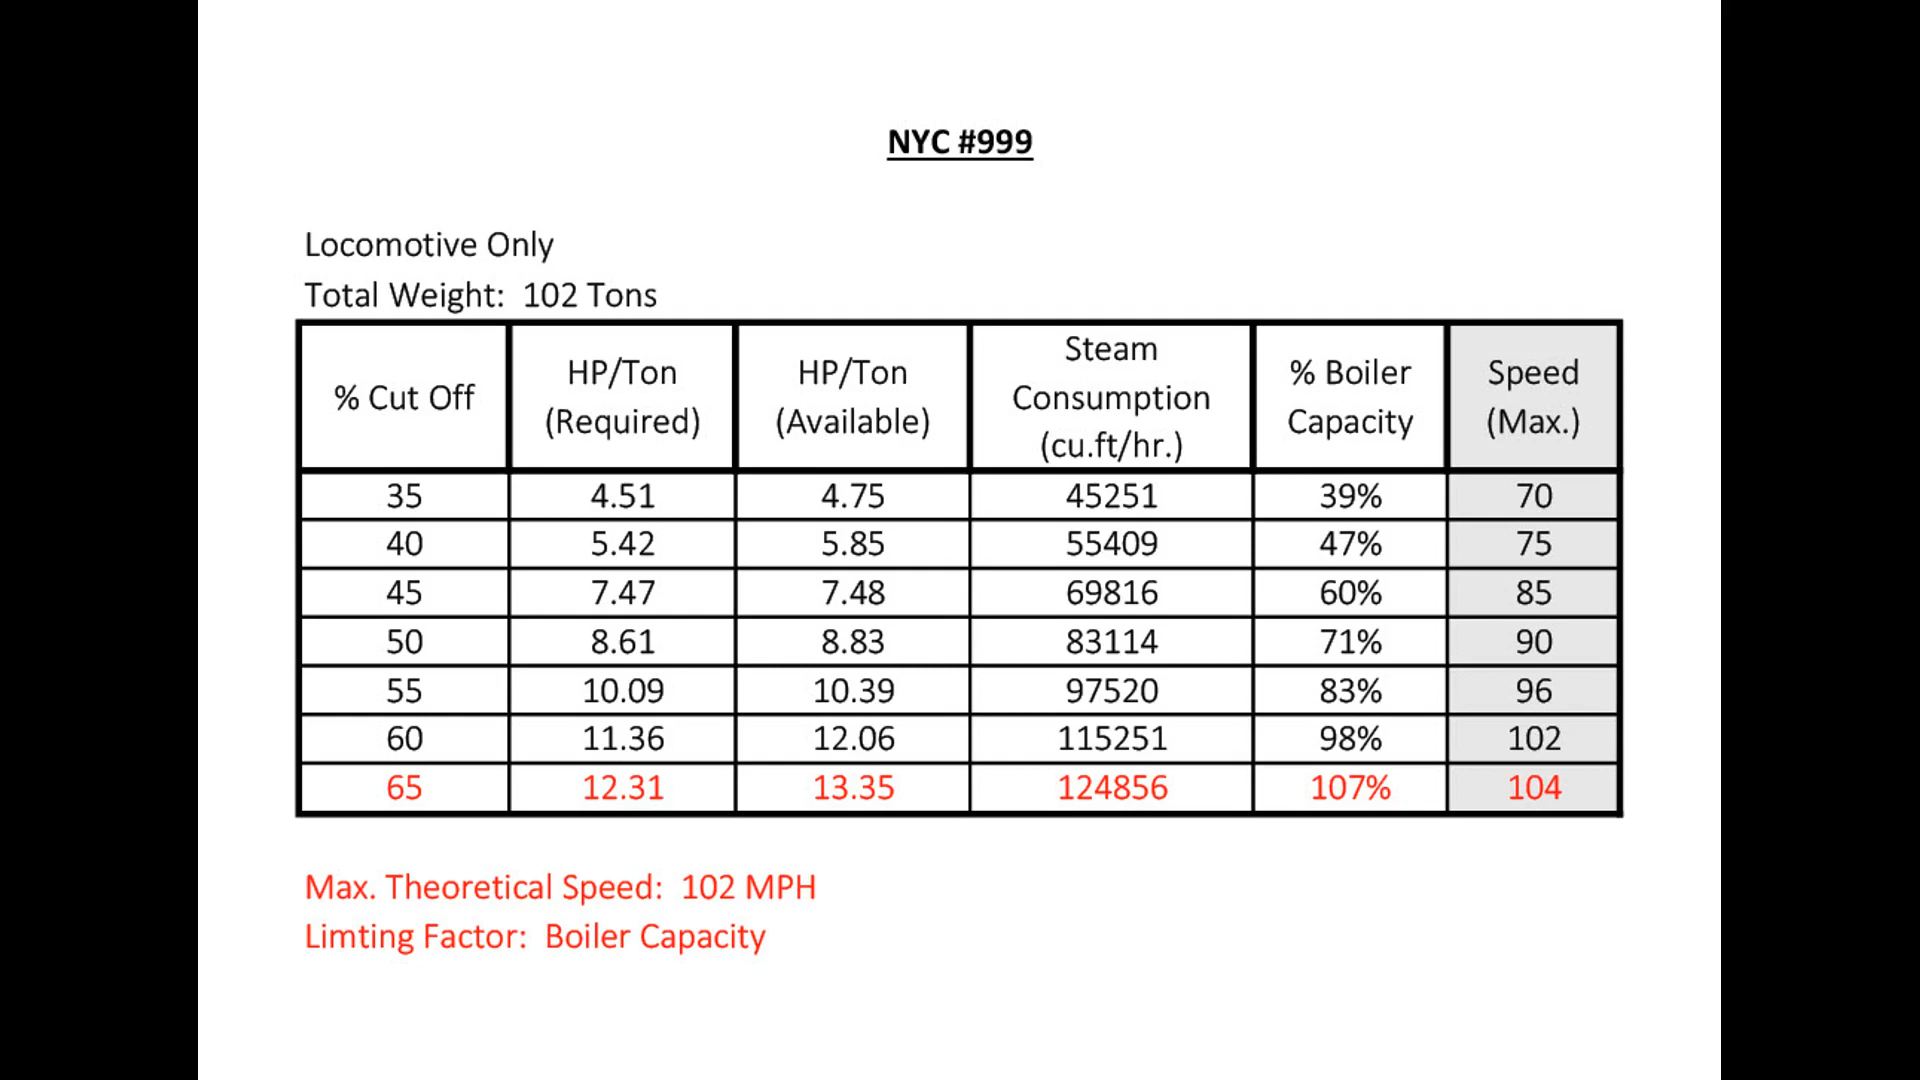 NYC #999
Locomotive Only
Total Weight: 102 Tons
% Cut Off HP/Ton (Required) HP/Ton (Available) Steam Consumption (cu.ft/hr.) % Boiler Capacity Speed (Max.)
35 4.51 4.75 45251 39% 70
40 5.42 5.85 55409 47% 75
45 7.47 7.48 69816 60% 85
50 8.61 8.83 83114 71% 90
55 10.09 10.39 97520 83% 96
60 11.36 12.06 115251 98% 102
65 12.31 13.35 124856 107% 104
Max. Theoretical Speed: 102 MPH
Limting Factor: Boiler Capacity